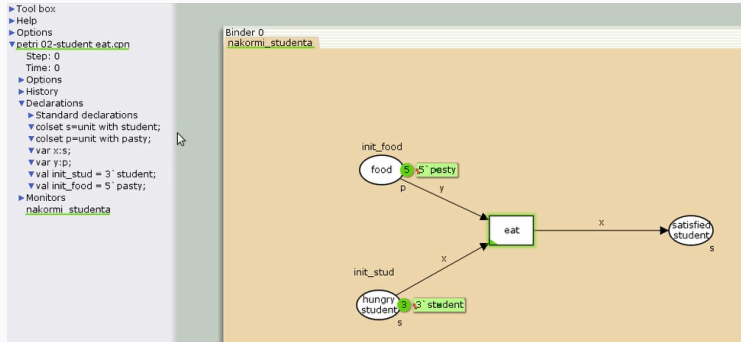 Tool box
Help
Options
petri 02-student eat.cpn
Step: 0
Time: 0
Options
History
Declarations
Standard declarations
colset s=unit with student;
colset p=unit with pasty;
var x:s;
var y:p;
val init_stud = 3`student;
val init_food = 5`pasty;
Monitors
nakormi_studenta
Binder 0
nakormi_studenta
init_food
food
5
5`pasty
p
y
eat
x
satisfied
student
s
x
init_stud
hungry
student
3
3`student
s